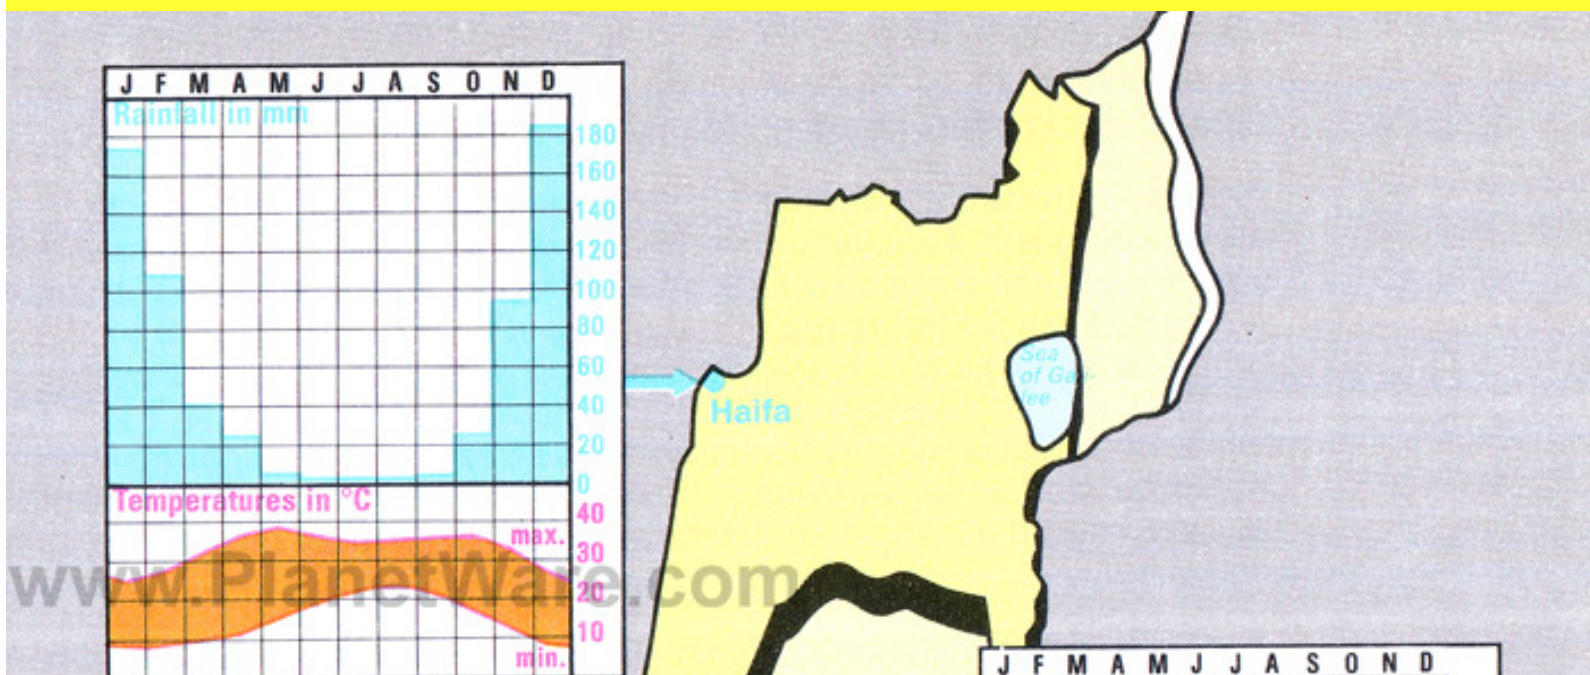 J F M A M J J A S O N D
Rainfall in mm
180
160
140
120
100
80
60
40
20
0
Temperatures in °C
40
max.
30
20
10
min.
Haifa
Sea
of Gali-
lee
www.PlanetWare.com
J F M A M J J A S O N D